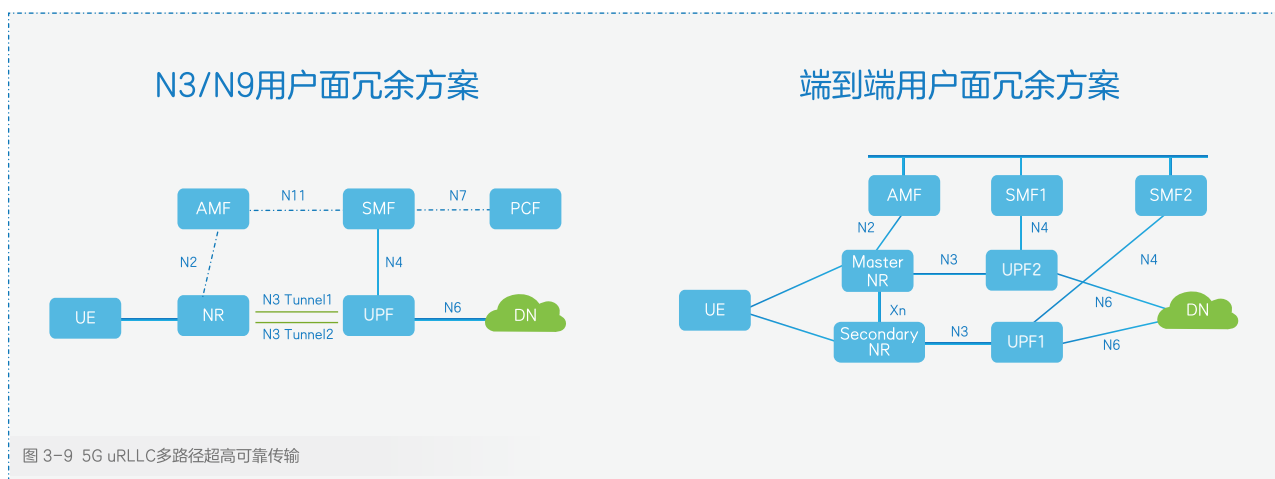 N3/N9用户面冗余方案
AMF
N11
SMF
N7
PCF
N2
N4
UE
NR
N3 Tunnel1
N3 Tunnel2
UPF
N6
DN
端到端用户面冗余方案
AMF
SMF1
SMF2
N2
N4
N4
Master
NR
N3
UPF2
UE
Xn
N6
DN
Secondary
NR
N3
UPF1
N6
图 3-9 5G uRLLC多路径超高可靠传输